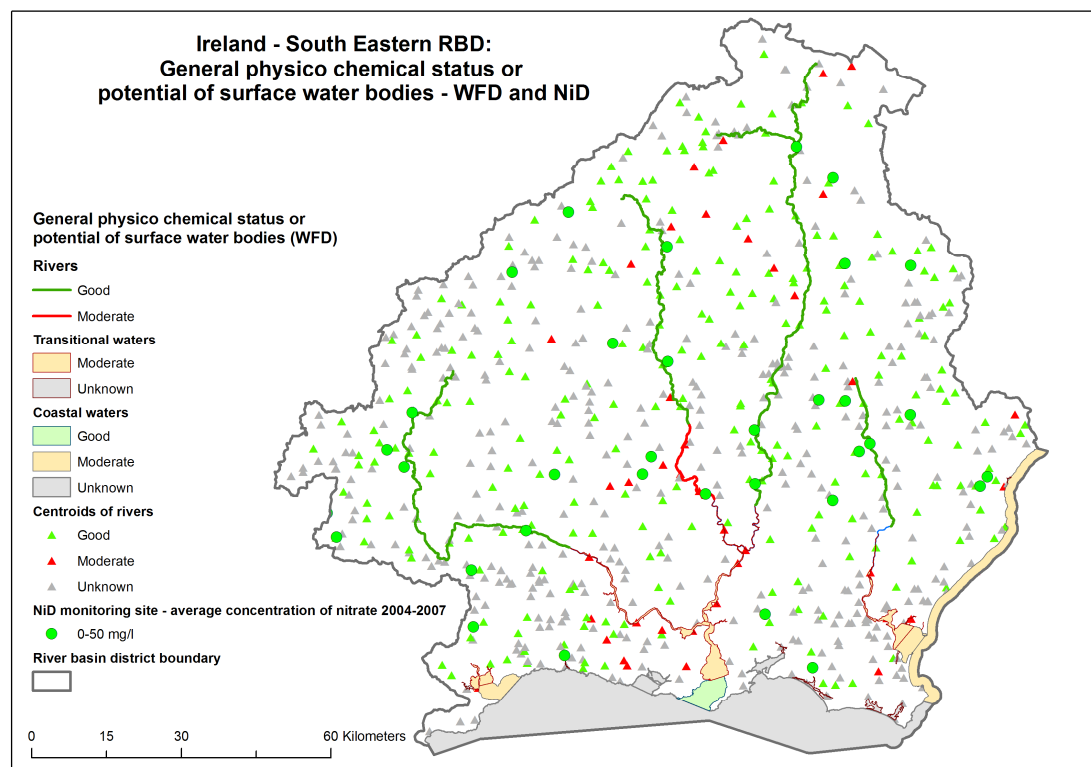 Ireland - South Eastern RBD:
General physico chemical status or
potential of surface water bodies - WFD and NiD
General physico chemical status or
potential of surface water bodies (WFD)
Rivers
Good
Moderate
Transitional waters
Moderate
Unknown
Coastal waters
Good
Moderate
Unknown
Centroids of rivers
Good
Moderate
Unknown
NiD monitoring site - average concentration of nitrate 2004-2007
0-50 mg/l
River basin district boundary
0 15 30 60 Kilometers